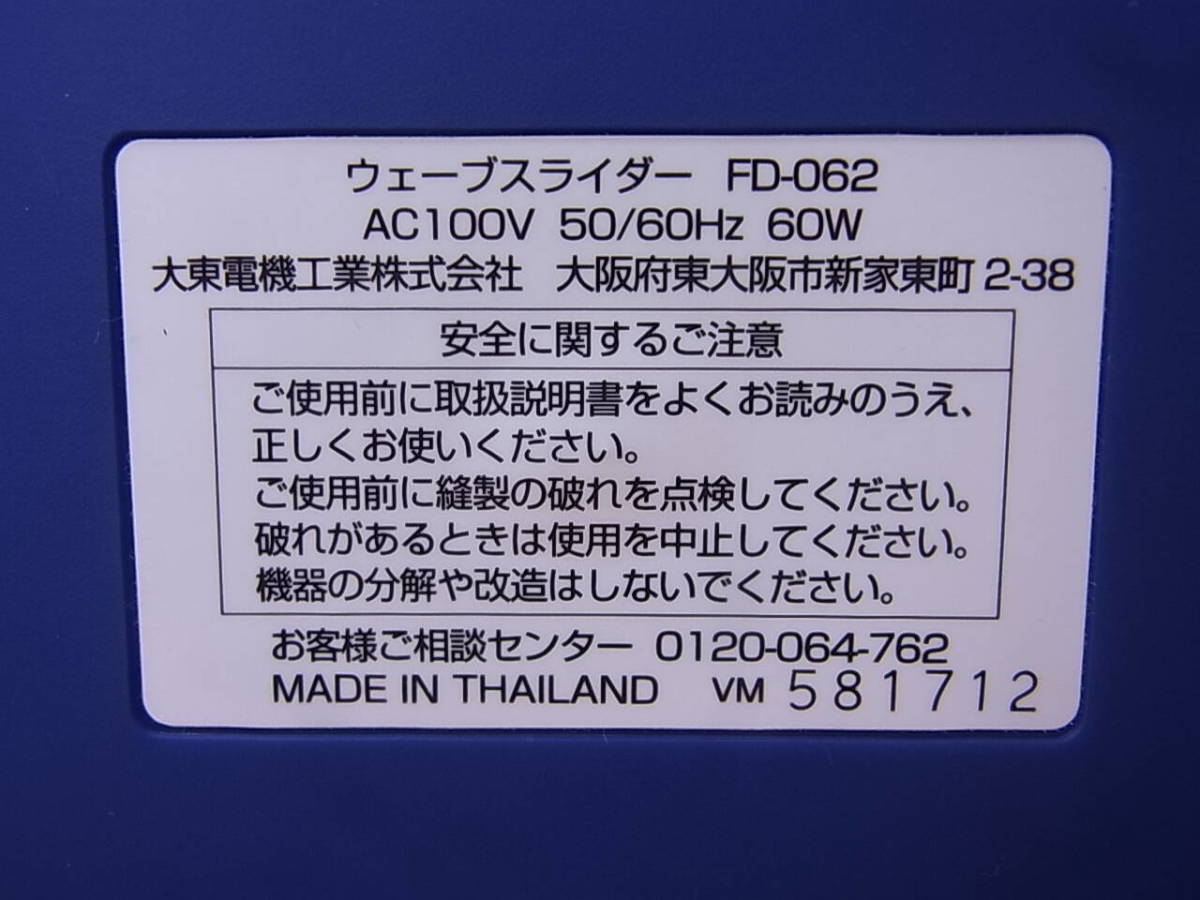 ウェーブスライダー FD-062
AC100V 50/60Hz 60W
大東電機工業株式会社 大阪府東大阪市新家東町2-38
安全に関するご注意
ご使用前に取扱説明書をよくお読みのうえ、
正しくお使いください。
ご使用前に縫製の破れを点検してください。
破れがあるときは使用を中止してください。
機器の分解や改造はしないでください。
お客様ご相談センター 0120-064-762
MADE IN THAILAND VM 581712